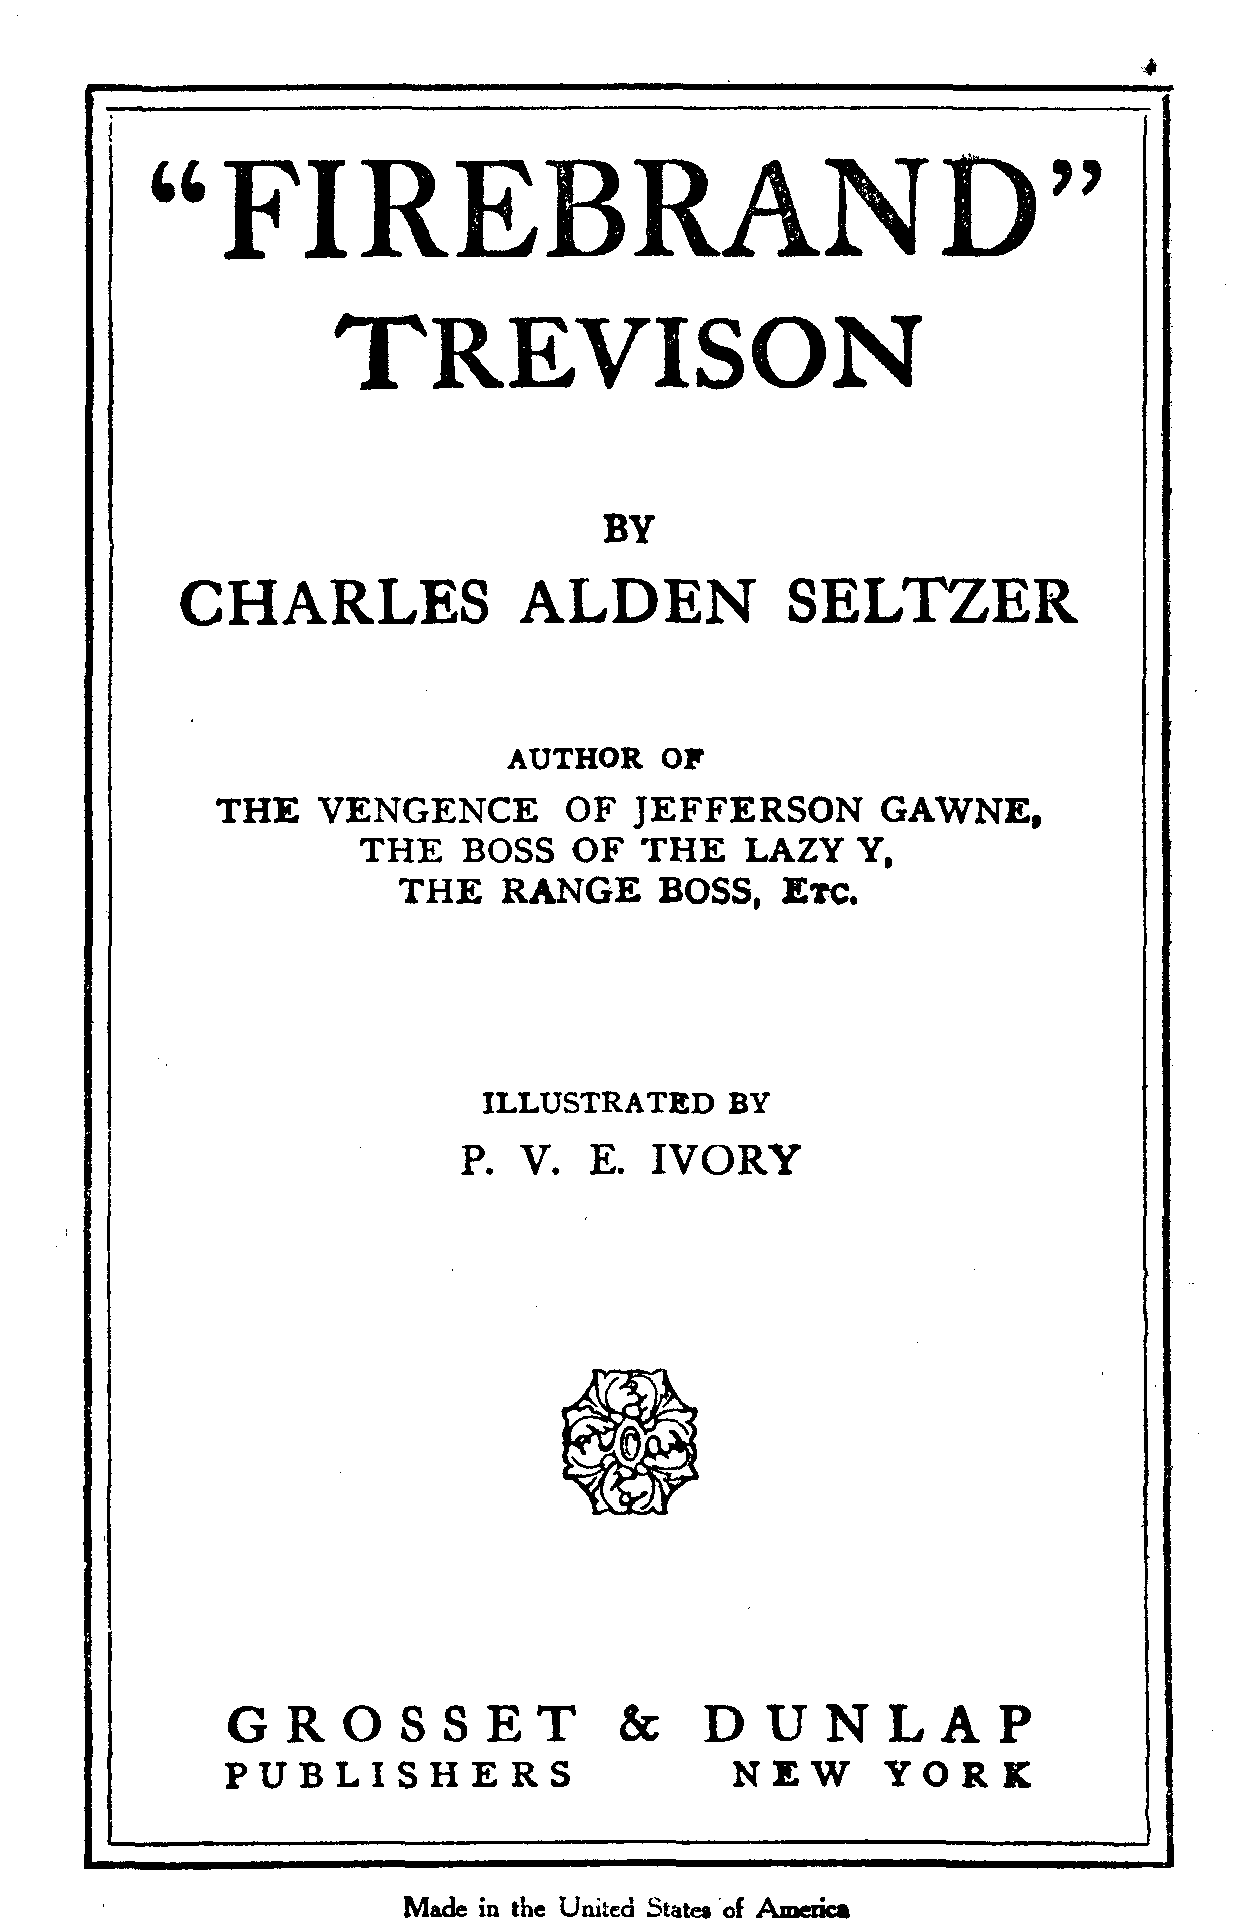 “FIREBRAND”
TREVISON
BY
CHARLES ALDEN SELTZER
AUTHOR OF
THE VENGENCE OF JEFFERSON GAWNE,
THE BOSS OF THE LAZY Y,
THE RANGE BOSS, ETC.
ILLUSTRATED BY
P. V. E. IVORY
GROSSET & DUNLAP
PUBLISHERS NEW YORK
Made in the United States of America